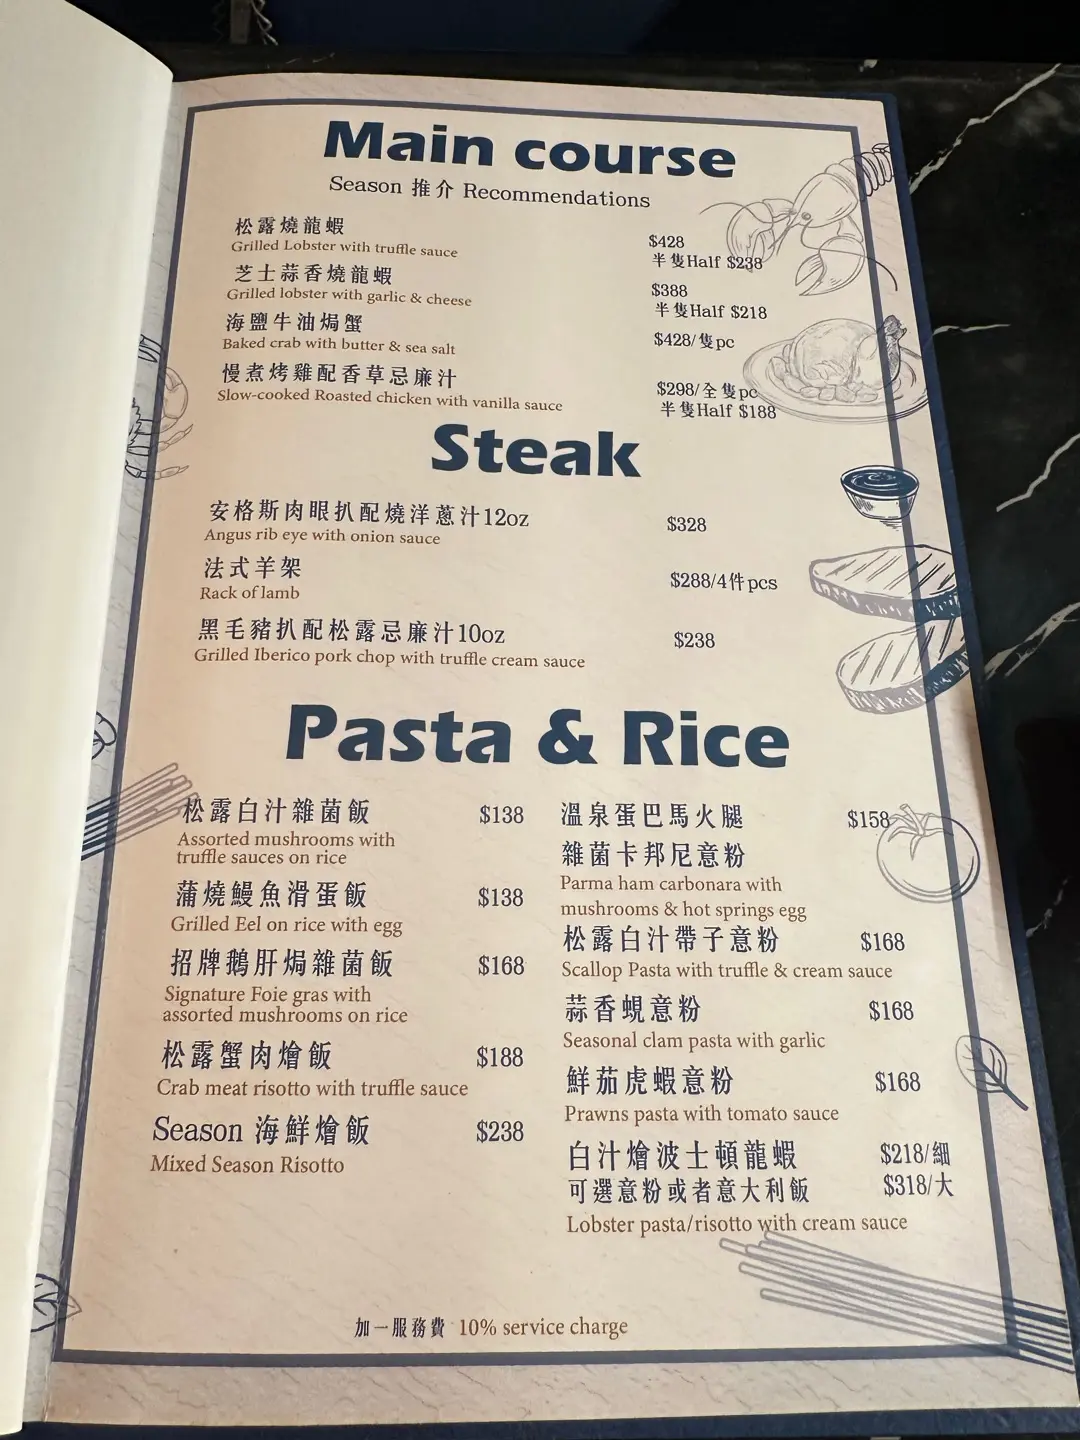 Main course
Season 推介 Recommendations
松露燒龍蝦
Grilled Lobster with truffle sauce
$428
半隻Half $238
芝士蒜香燒龍蝦
Grilled lobster with garlic & cheese
$388
半隻Half $218
海鹽牛油焗蟹
Baked crab with butter & sea salt
$428/隻pc
慢煮烤雞配香草忌廉汁
Slow-cooked Roasted chicken with vanilla sauce
$298/全隻pc
半隻Half $188
Steak
安格斯肉眼扒配燒洋蔥汁12oz
Angus rib eye with onion sauce
$328
法式羊架
Rack of lamb
$288/4件pcs
黑毛豬扒配松露忌廉汁10oz
Grilled Iberico pork chop with truffle cream sauce
$238
Pasta & Rice
松露白汁雜菌飯 $138
Assorted mushrooms with
truffle sauces on rice
蒲燒鰻魚滑蛋飯 $138
Grilled Eel on rice with egg
招牌鵝肝焗雜菌飯 $168
Signature Foie gras with
assorted mushrooms on rice
松露蟹肉燴飯 $188
Crab meat risotto with truffle sauce
Season 海鮮燴飯 $238
Mixed Season Risotto
溫泉蛋巴馬火腿 $158
雜菌卡邦尼意粉
Parma ham carbonara with
mushrooms & hot springs egg
松露白汁帶子意粉 $168
Scallop Pasta with truffle & cream sauce
蒜香蜆意粉 $168
Seasonal clam pasta with garlic
鮮茄虎蝦意粉 $168
Prawns pasta with tomato sauce
白汁燴波士頓龍蝦 $218/細
可選意粉或者意大利飯 $318/大
Lobster pasta/risotto with cream sauce
加一服務費 10% service charge